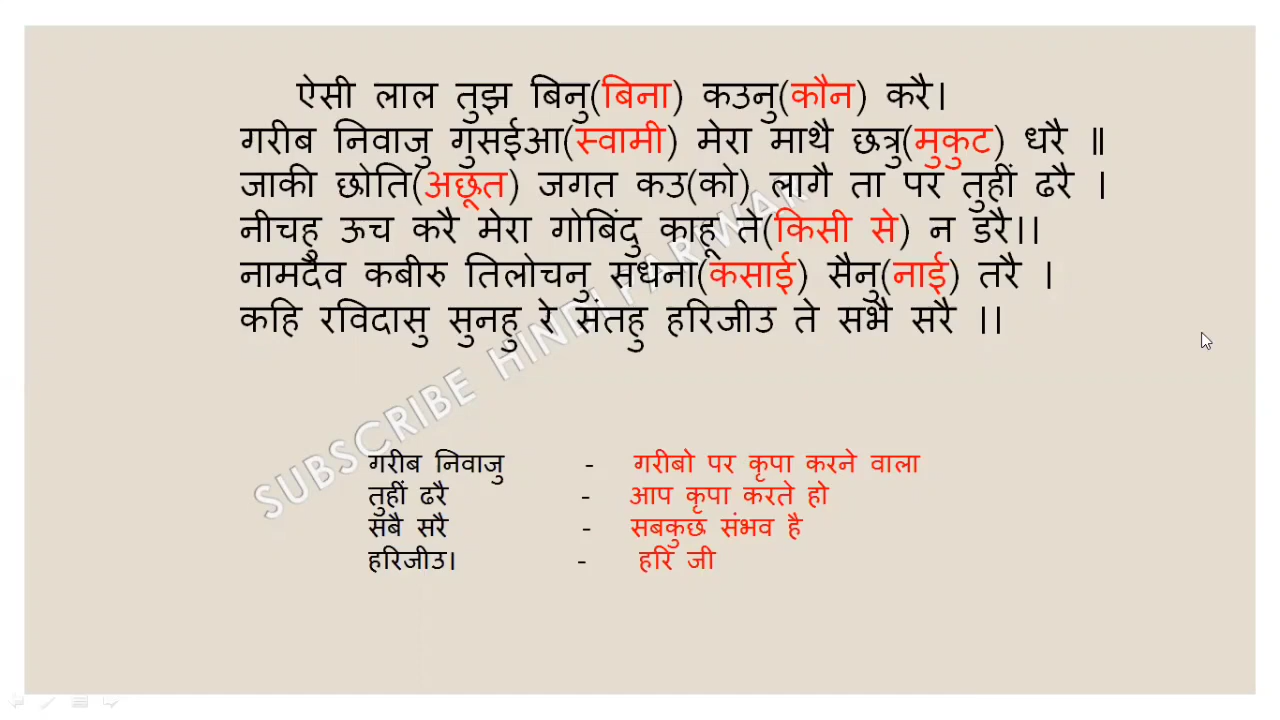 ऐसी लाल तुझ बिनु(बिना) कउनु(कौन) करै।
गरीब निवाजु गुसईआ(स्वामी) मेरा माथै छत्रु(मुकुट) धरै ॥
जाकी छोति(अछूत) जगत कउ(को) लागै ता पर तुहीं ढरै ।
नीचहु ऊच करै मेरा गोबिंदु काहू ते(किसी से) न डरै।।
नामदेव कबीरु तिलोचनु सधना(कसाई) सैनु(नाई) तरै ।
कहि रविदासु सुनहु रे संतहु हरिजीउ ते सभै सरै ।।
SUBSCRIBE HINDI PARIWAR
गरीब निवाजु - गरीबो पर कृपा करने वाला
तुहीं ढरै - आप कृपा करते हो
सबै सरै - सबकुछ संभव है
हरिजीउ। - हरि जी